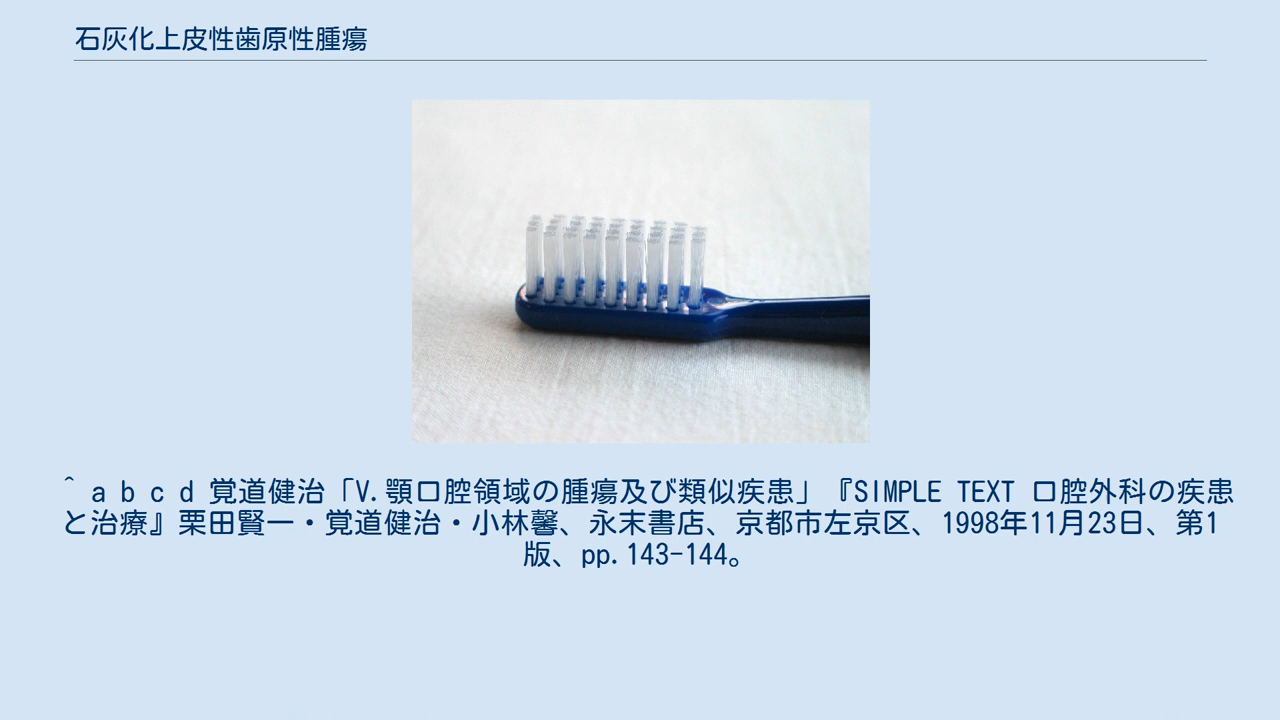 石灰化上皮性歯原性腫瘍
^ a b c d 覚道健治「V.顎口腔領域の腫瘍及び類似疾患」『SIMPLE TEXT 口腔外科の疾患
と治療』栗田賢一・覚道健治・小林馨、永末書店、京都市左京区、1998年11月23日、第1
版、pp.143-144。